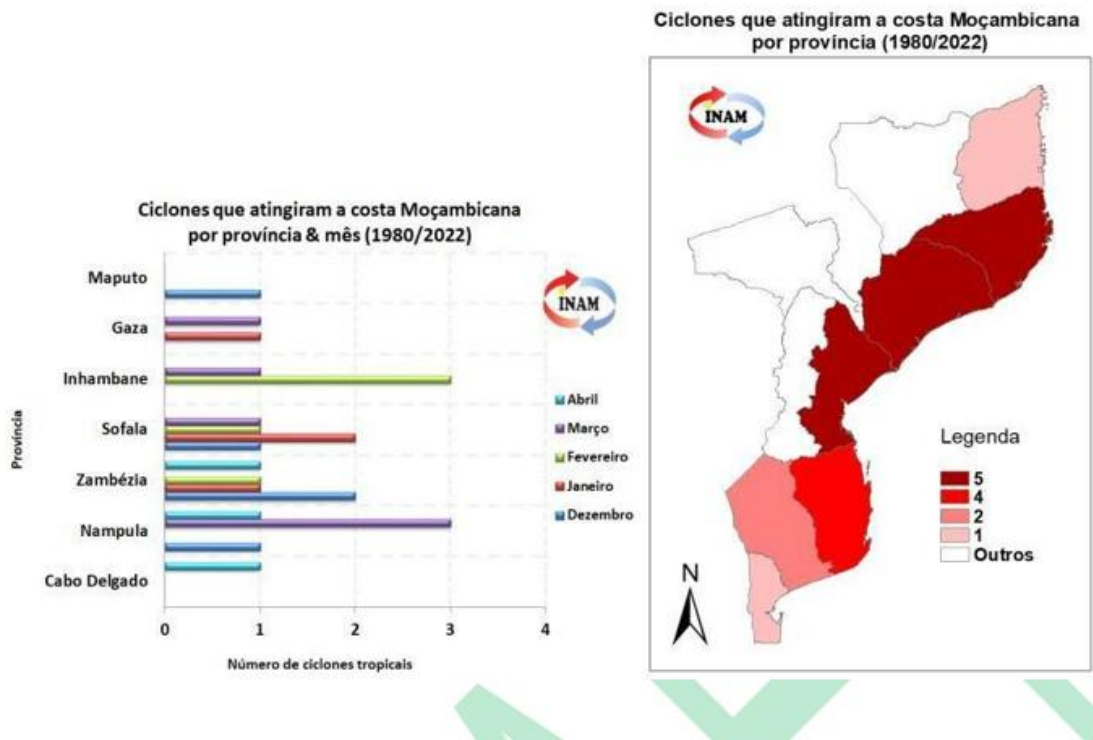 Ciclones que atingiram a costa Moçambicana
por província & mês (1980/2022)
INAM
Província
Maputo
Gaza
Inhambane
Sofala
Zambézia
Nampula
Cabo Delgado
0 1 2 3 4
Número de ciclones tropicais
Abril
Março
Fevereiro
Janeiro
Dezembro
Ciclones que atingiram a costa Moçambicana
por província (1980/2022)
INAM
Legenda
5
4
2
1
Outros
N